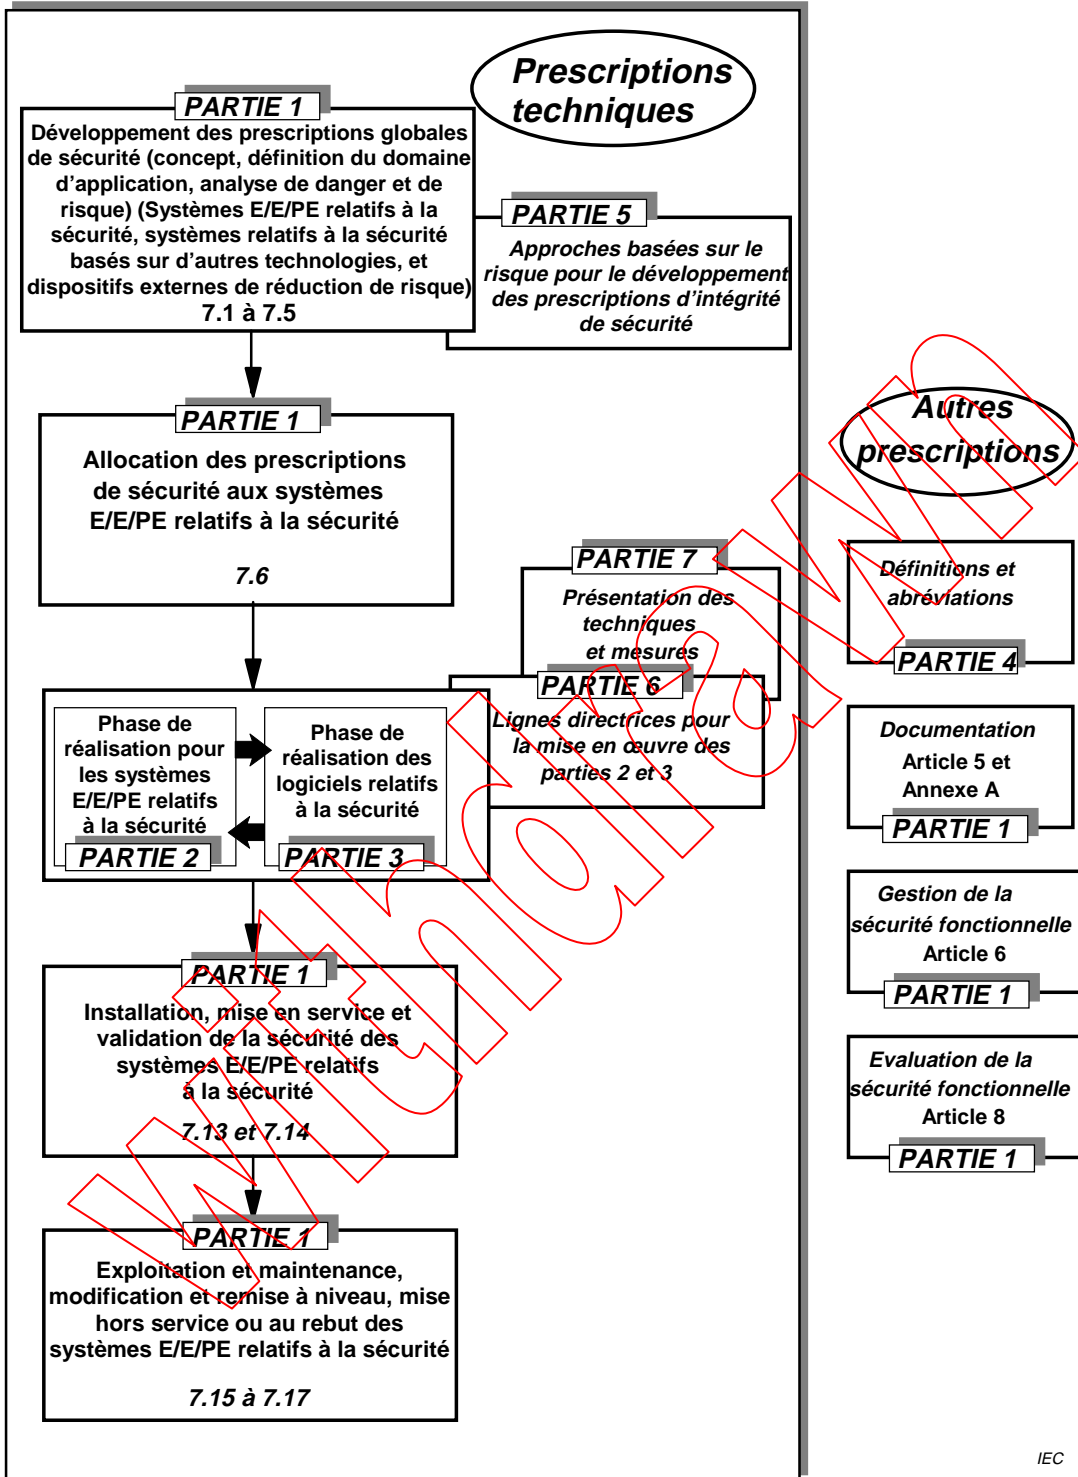 Prescriptions
techniques
PARTIE 1
Développement des prescriptions globales
de sécurité (concept, définition du domaine
d'application, analyse de danger et de
risque) (Systèmes E/E/PE relatifs à la
sécurité, systèmes relatifs à la sécurité
basés sur d'autres technologies, et
dispositifs externes de réduction de risque)
7.1 à 7.5
PARTIE 5
Approches basées sur le
risque pour le développement
des prescriptions d'intégrité
de sécurité
PARTIE 1
Allocation des prescriptions
de sécurité aux systèmes
E/E/PE relatifs à la sécurité
7.6
PARTIE 7
Présentation des
techniques
et mesures
PARTIE 6
Lignes directrices pour
la mise en œuvre des
parties 2 et 3
Phase de
réalisation pour
les systèmes
E/E/PE relatifs
à la sécurité
PARTIE 2
Phase de
réalisation des
logiciels relatifs
à la sécurité
PARTIE 3
PARTIE 1
Installation, mise en service et
validation de la sécurité des
systèmes E/E/PE relatifs
à la sécurité
7.13 et 7.14
PARTIE 1
Exploitation et maintenance,
modification et remise à niveau, mise
hors service ou au rebut des
systèmes E/E/PE relatifs à la sécurité
7.15 à 7.17
Autres
prescriptions
Définitions et
abréviations
PARTIE 4
Documentation
Article 5 et
Annexe A
PARTIE 1
Gestion de la
sécurité fonctionnelle
Article 6
PARTIE 1
Evaluation de la
sécurité fonctionnelle
Article 8
PARTIE 1
IEC
Withdrawn